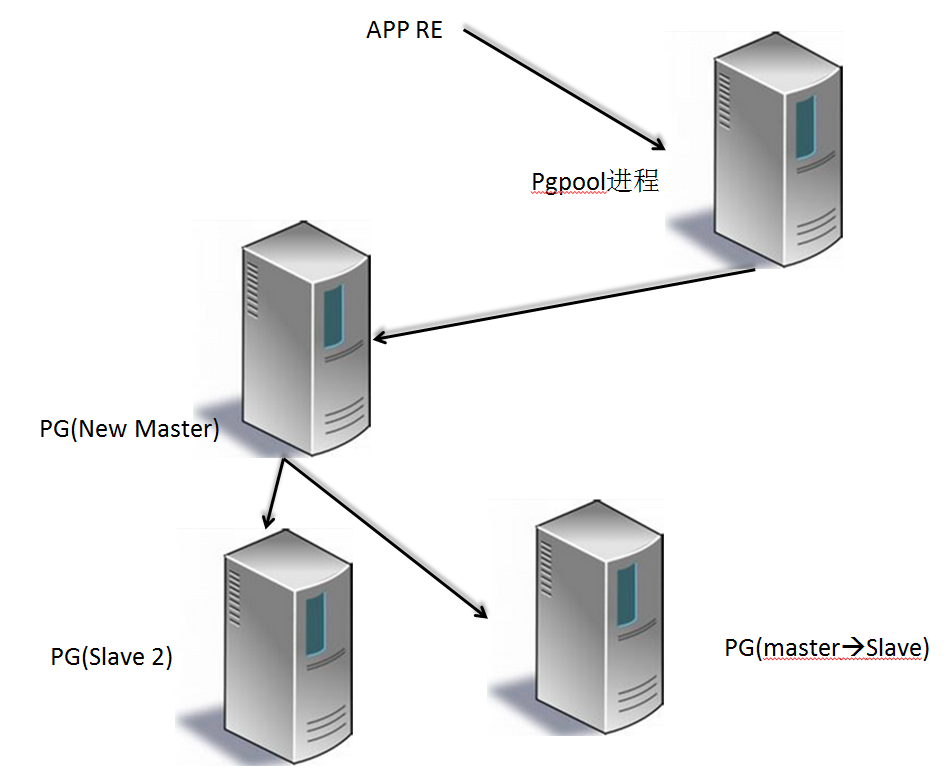 APP RE
Pgpool进程
PG(New Master)
PG(Slave 2)
PG(master→Slave)